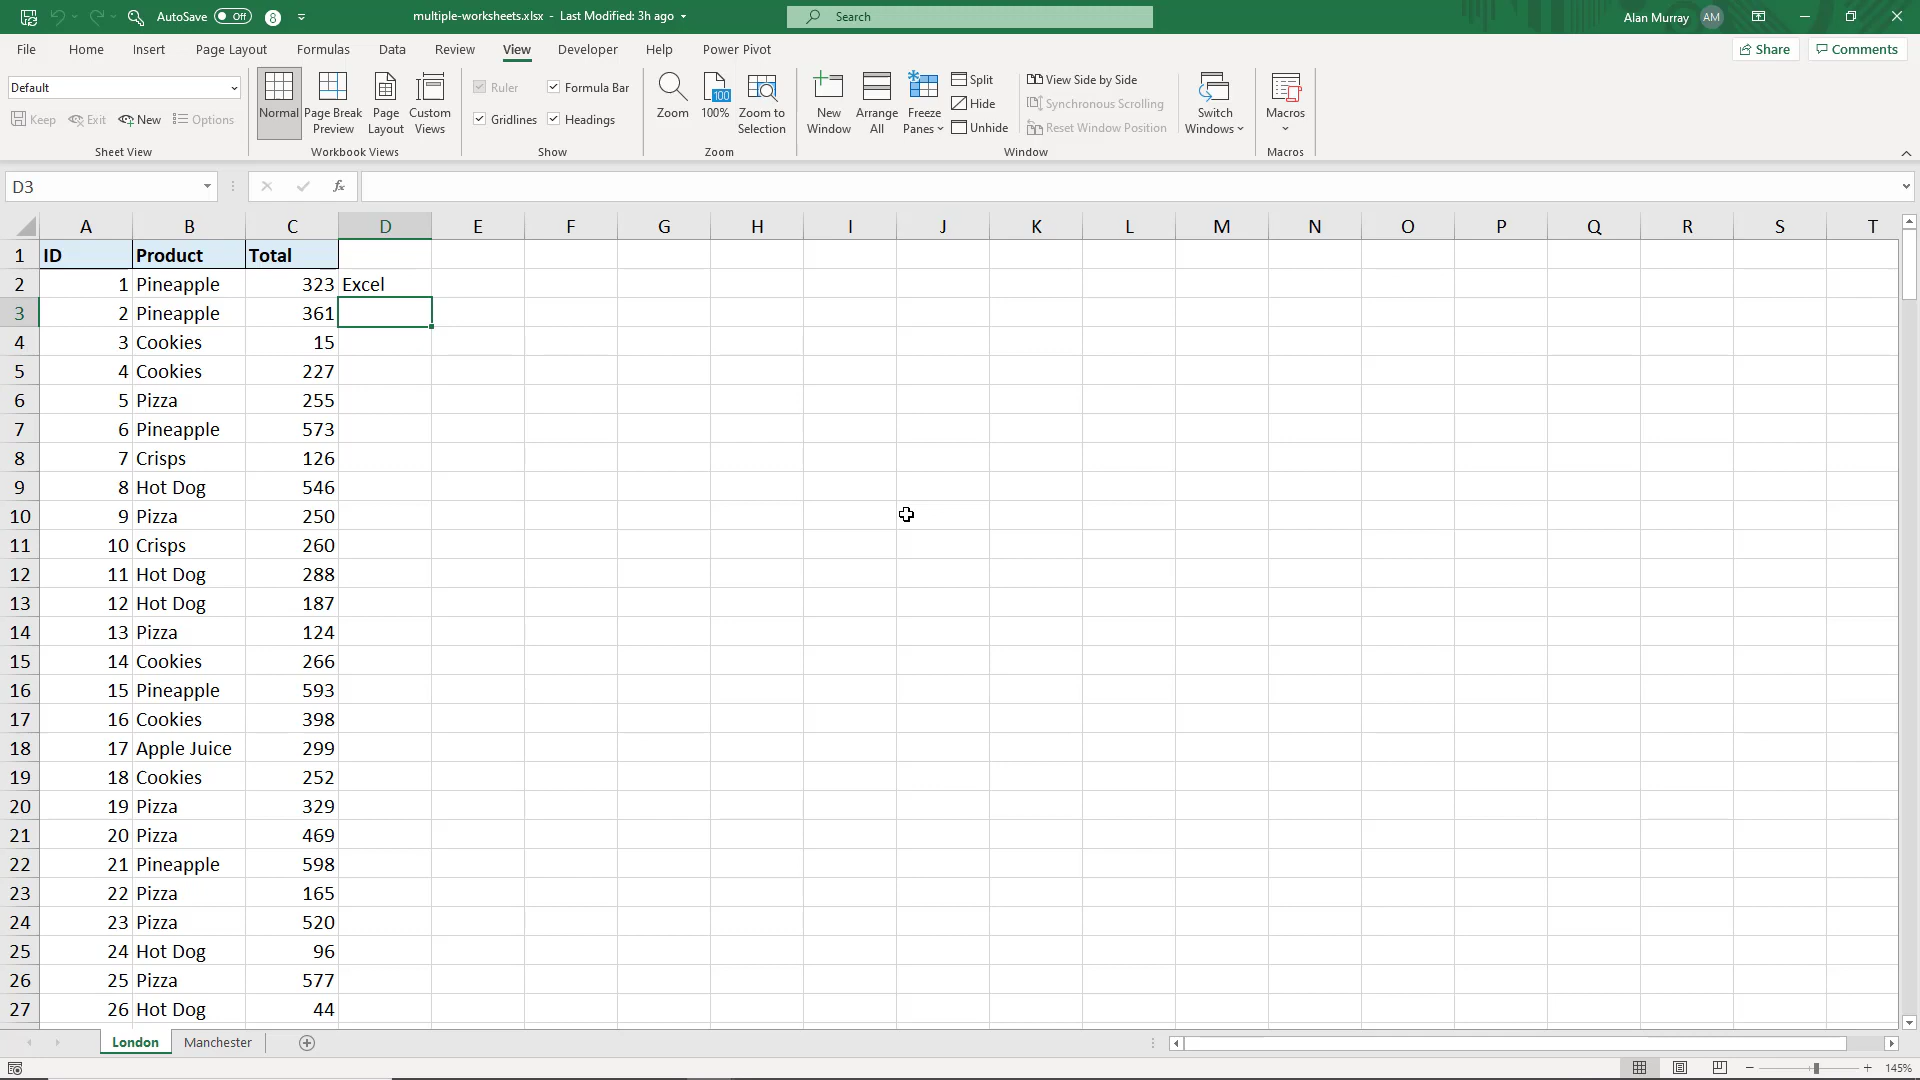 AutoSave Off 8 multiple-worksheets.xlsx - Last Modified: 3h ago Search Alan Murray AM
File Home Insert Page Layout Formulas Data Review View Developer Help Power Pivot Share Comments
Default
Keep Exit New Options
Sheet View
Normal
Page Break Preview
Page Layout
Custom Views
Workbook Views
Ruler Formula Bar
Gridlines Headings
Show
Zoom
100 100%
Zoom to Selection
Zoom
New Window
Arrange All
Freeze Panes
Split
Hide
Unhide
View Side by Side
Synchronous Scrolling
Reset Window Position
Window
Switch Windows
Macros
Macros
D3 fx
A B C D E F G H I J K L M N O P Q R S T
1 ID Product Total
2 1 Pineapple 323 Excel
3 2 Pineapple 361
4 3 Cookies 15
5 4 Cookies 227
6 5 Pizza 255
7 6 Pineapple 573
8 7 Crisps 126
9 8 Hot Dog 546
10 9 Pizza 250
11 10 Crisps 260
12 11 Hot Dog 288
13 12 Hot Dog 187
14 13 Pizza 124
15 14 Cookies 266
16 15 Pineapple 593
17 16 Cookies 398
18 17 Apple Juice 299
19 18 Cookies 252
20 19 Pizza 329
21 20 Pizza 469
22 21 Pineapple 598
23 22 Pizza 165
24 23 Pizza 520
25 24 Hot Dog 96
26 25 Pizza 577
27 26 Hot Dog 44
London Manchester
145%